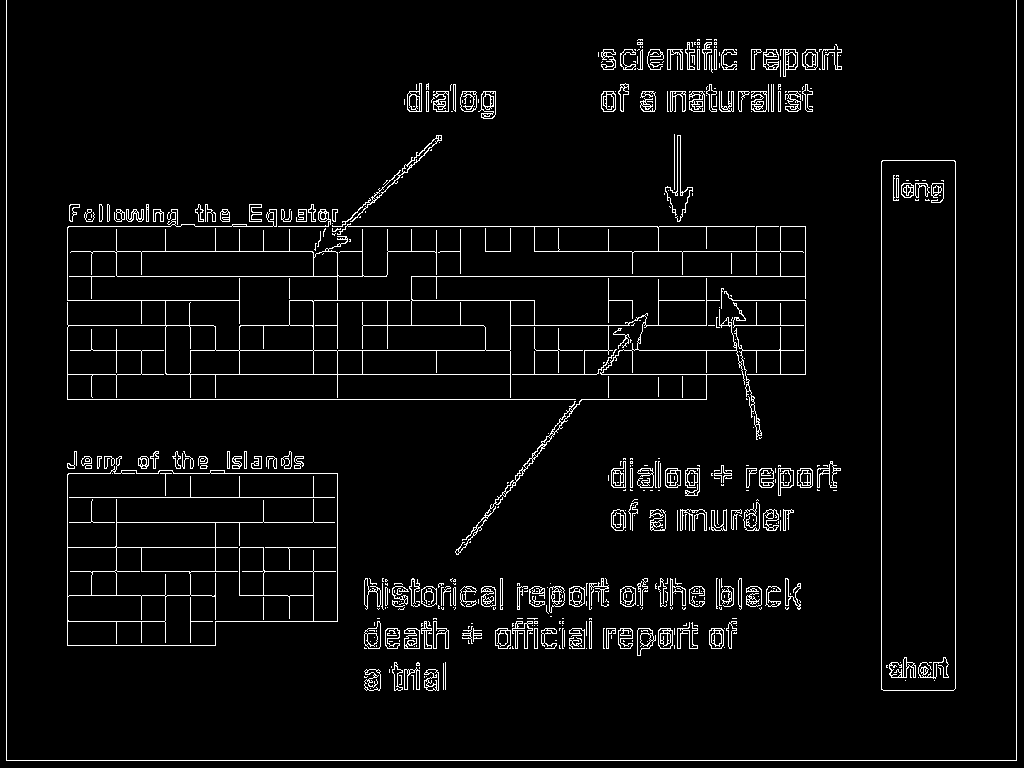 scientific report
of a naturalist
dialog
long
Following_the_Equator
Jerry_of_the_Islands
dialog + report
of a murder
historical report of the black
death + official report of
a trial
short